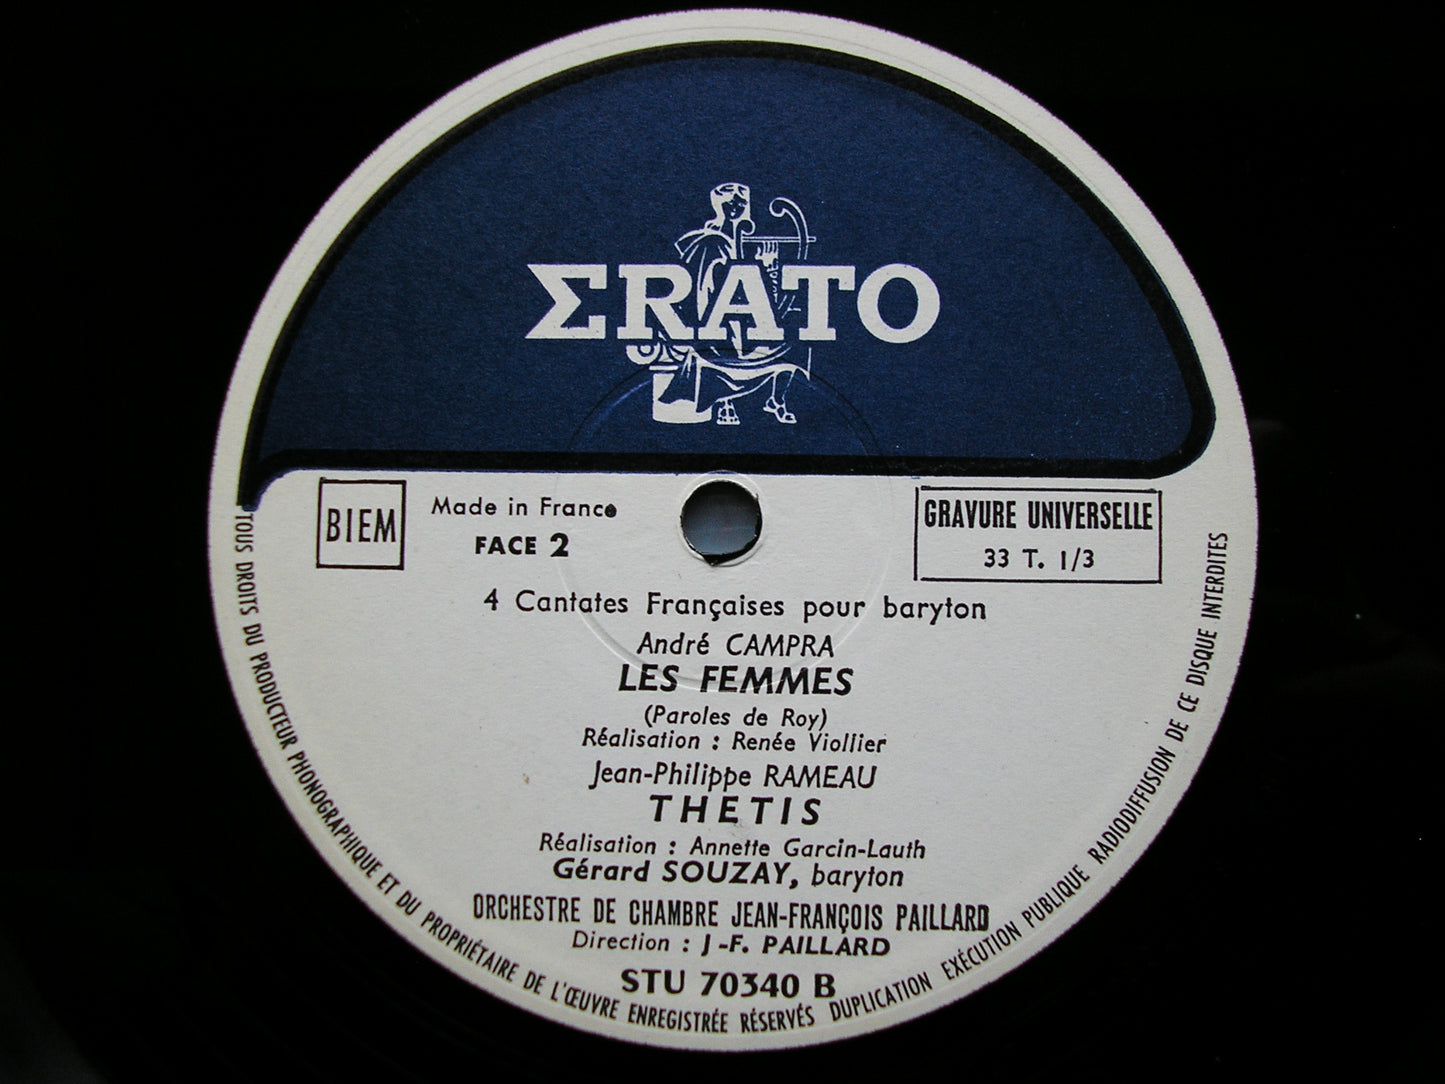 ΣRATO
BIEM
Made in France
FACE 2
GRAVURE UNIVERSELLE
33 T. 1/3
4 Cantates Françaises pour baryton
André CAMPRA
LES FEMMES
(Paroles de Roy)
Réalisation : Renée Viollier
Jean-Philippe RAMEAU
THETIS
Réalisation : Annette Garcin-Lauth
Gérard SOUZAY, baryton
ORCHESTRE DE CHAMBRE JEAN-FRANÇOIS PAILLARD
Direction : J-F. PAILLARD
STU 70340 B
TOUS DROITS DU PRODUCTEUR PHONOGRAPHIQUE ET DU PROPRIÉTAIRE DE L'ŒUVRE ENREGISTRÉE RÉSERVÉS DUPLICATION EXÉCUTION PUBLIQUE RADIODIFFUSION DE CE DISQUE INTERDITES